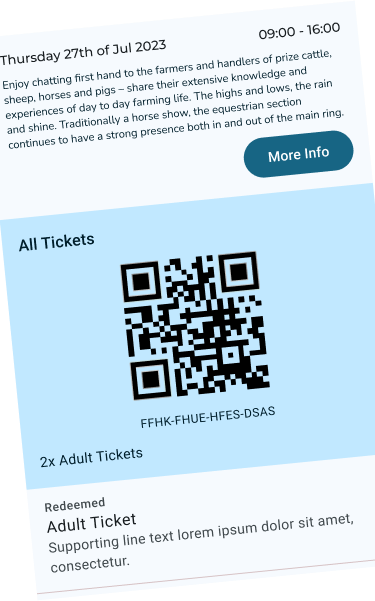 Thursday 27th of Jul 2023
09:00 - 16:00
Enjoy chatting first hand to the farmers and handlers of prize cattle,
sheep, horses and pigs – share their extensive knowledge and
experiences of day to day farming life. The highs and lows, the rain
and shine. Traditionally a horse show, the equestrian section
continues to have a strong presence both in and out of the main ring.
More Info
All Tickets
FFHK-FHUE-HFES-DSAS
2x Adult Tickets
Redeemed
Adult Ticket
Supporting line text lorem ipsum dolor sit amet,
consectetur.